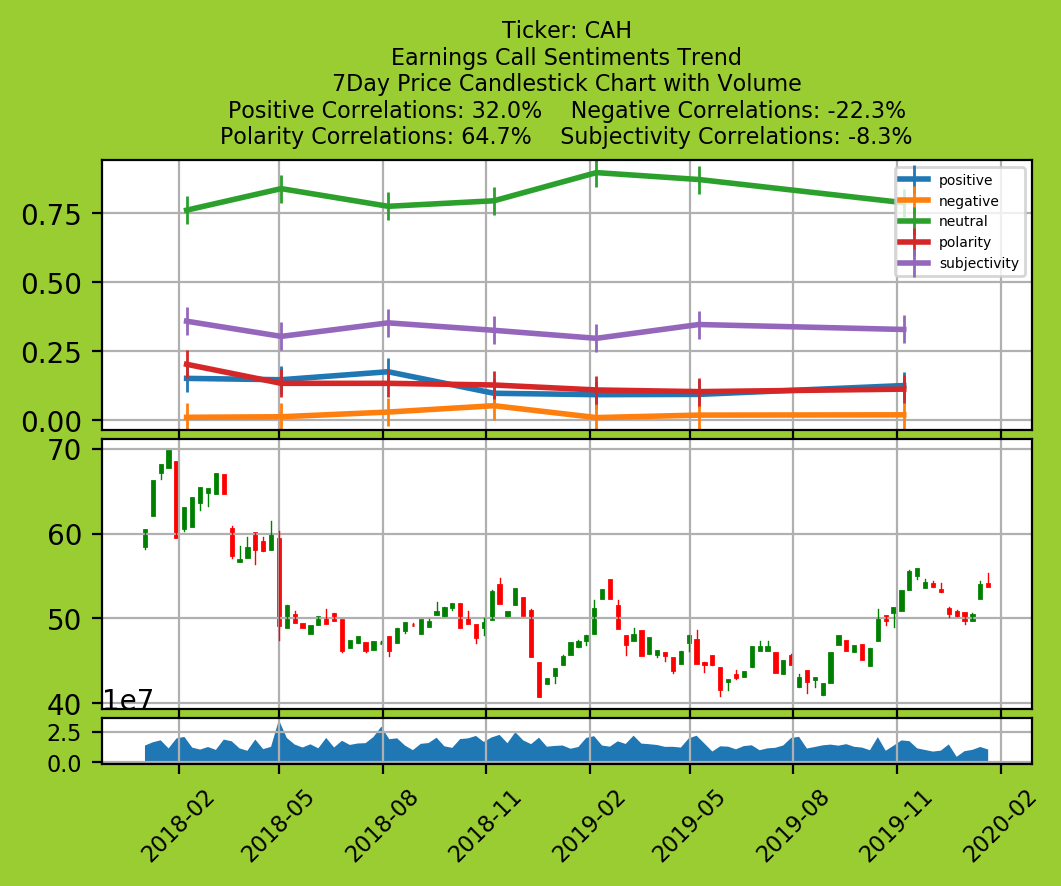 Ticker: CAH
Earnings Call Sentiments Trend
7Day Price Candlestick Chart with Volume
Positive Correlations: 32.0%    Negative Correlations: -22.3%
Polarity Correlations: 64.7%    Subjectivity Correlations: -8.3%
positive
negative
neutral
polarity
subjectivity
0.75
0.50
0.25
0.00
70
60
50
40
1e7
2.5
0.0
2018-02
2018-05
2018-08
2018-11
2019-02
2019-05
2019-08
2019-11
2020-02